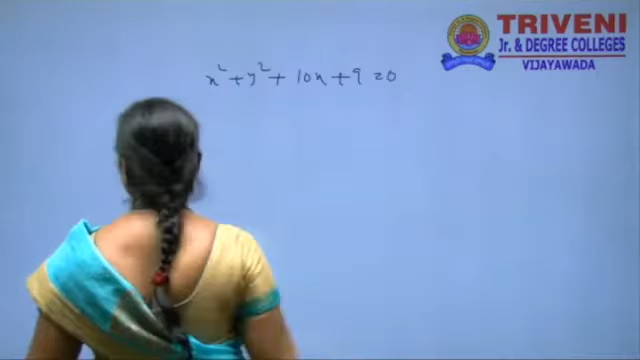 x² + y² + 10x + 9 = 0
TRIVENI
Jr. & DEGREE COLLEGES
VIJAYAWADA